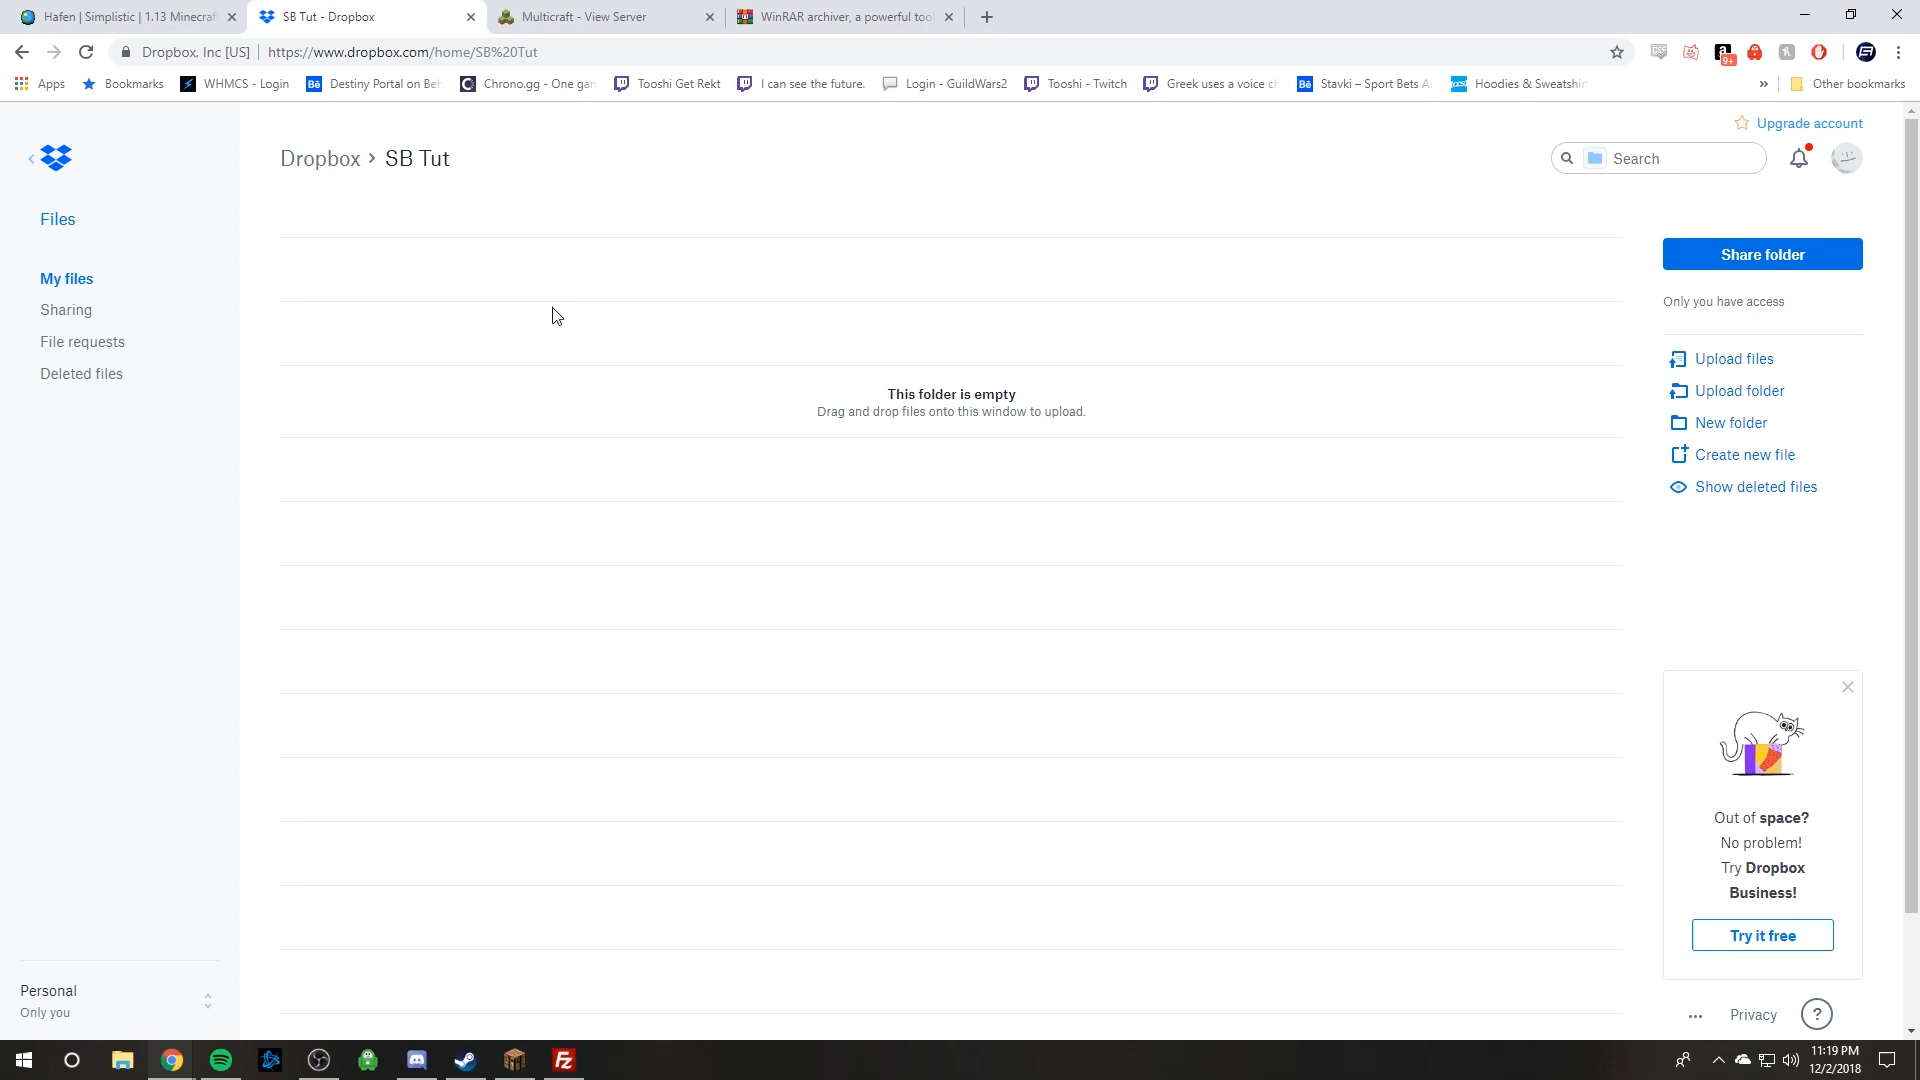 Hafen | Simplistic | 1.13 Minecraf
SB Tut - Dropbox
Multicraft - View Server
WinRAR archiver, a powerful tool
Dropbox, Inc [US]
https://www.dropbox.com/home/SB%20Tut
Apps
Bookmarks
WHMCS - Login
Destiny Portal on Beh
Chrono.gg - One gam
Tooshi Get Rekt
I can see the future.
Login - GuildWars2
Tooshi - Twitch
Greek uses a voice ch
Stavki – Sport Bets A
Hoodies & Sweatshir
»
Other bookmarks
9+
Upgrade account
Dropbox › SB Tut
Search
Files
My files
Sharing
File requests
Deleted files
Share folder
Only you have access
Upload files
Upload folder
New folder
Create new file
Show deleted files
This folder is empty
Drag and drop files onto this window to upload.
Out of space?
No problem!
Try Dropbox
Business!
Try it free
Personal
Only you
... Privacy ?
11:19 PM
12/2/2018